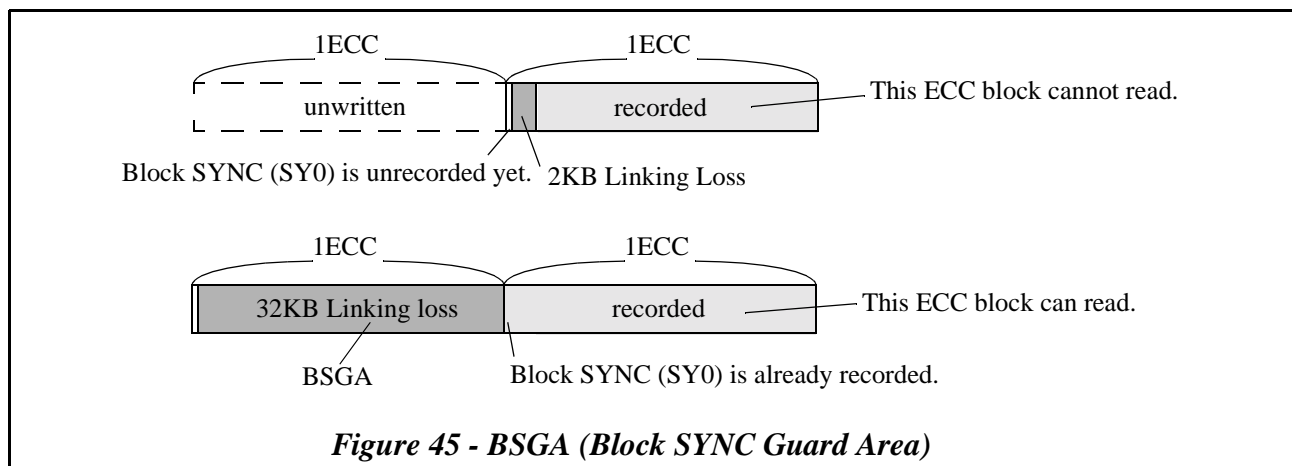 1ECC 1ECC
unwritten recorded This ECC block cannot read.
Block SYNC (SY0) is unrecorded yet. 2KB Linking Loss
1ECC 1ECC
32KB Linking loss recorded This ECC block can read.
BSGA Block SYNC (SY0) is already recorded.
Figure 45 - BSGA (Block SYNC Guard Area)